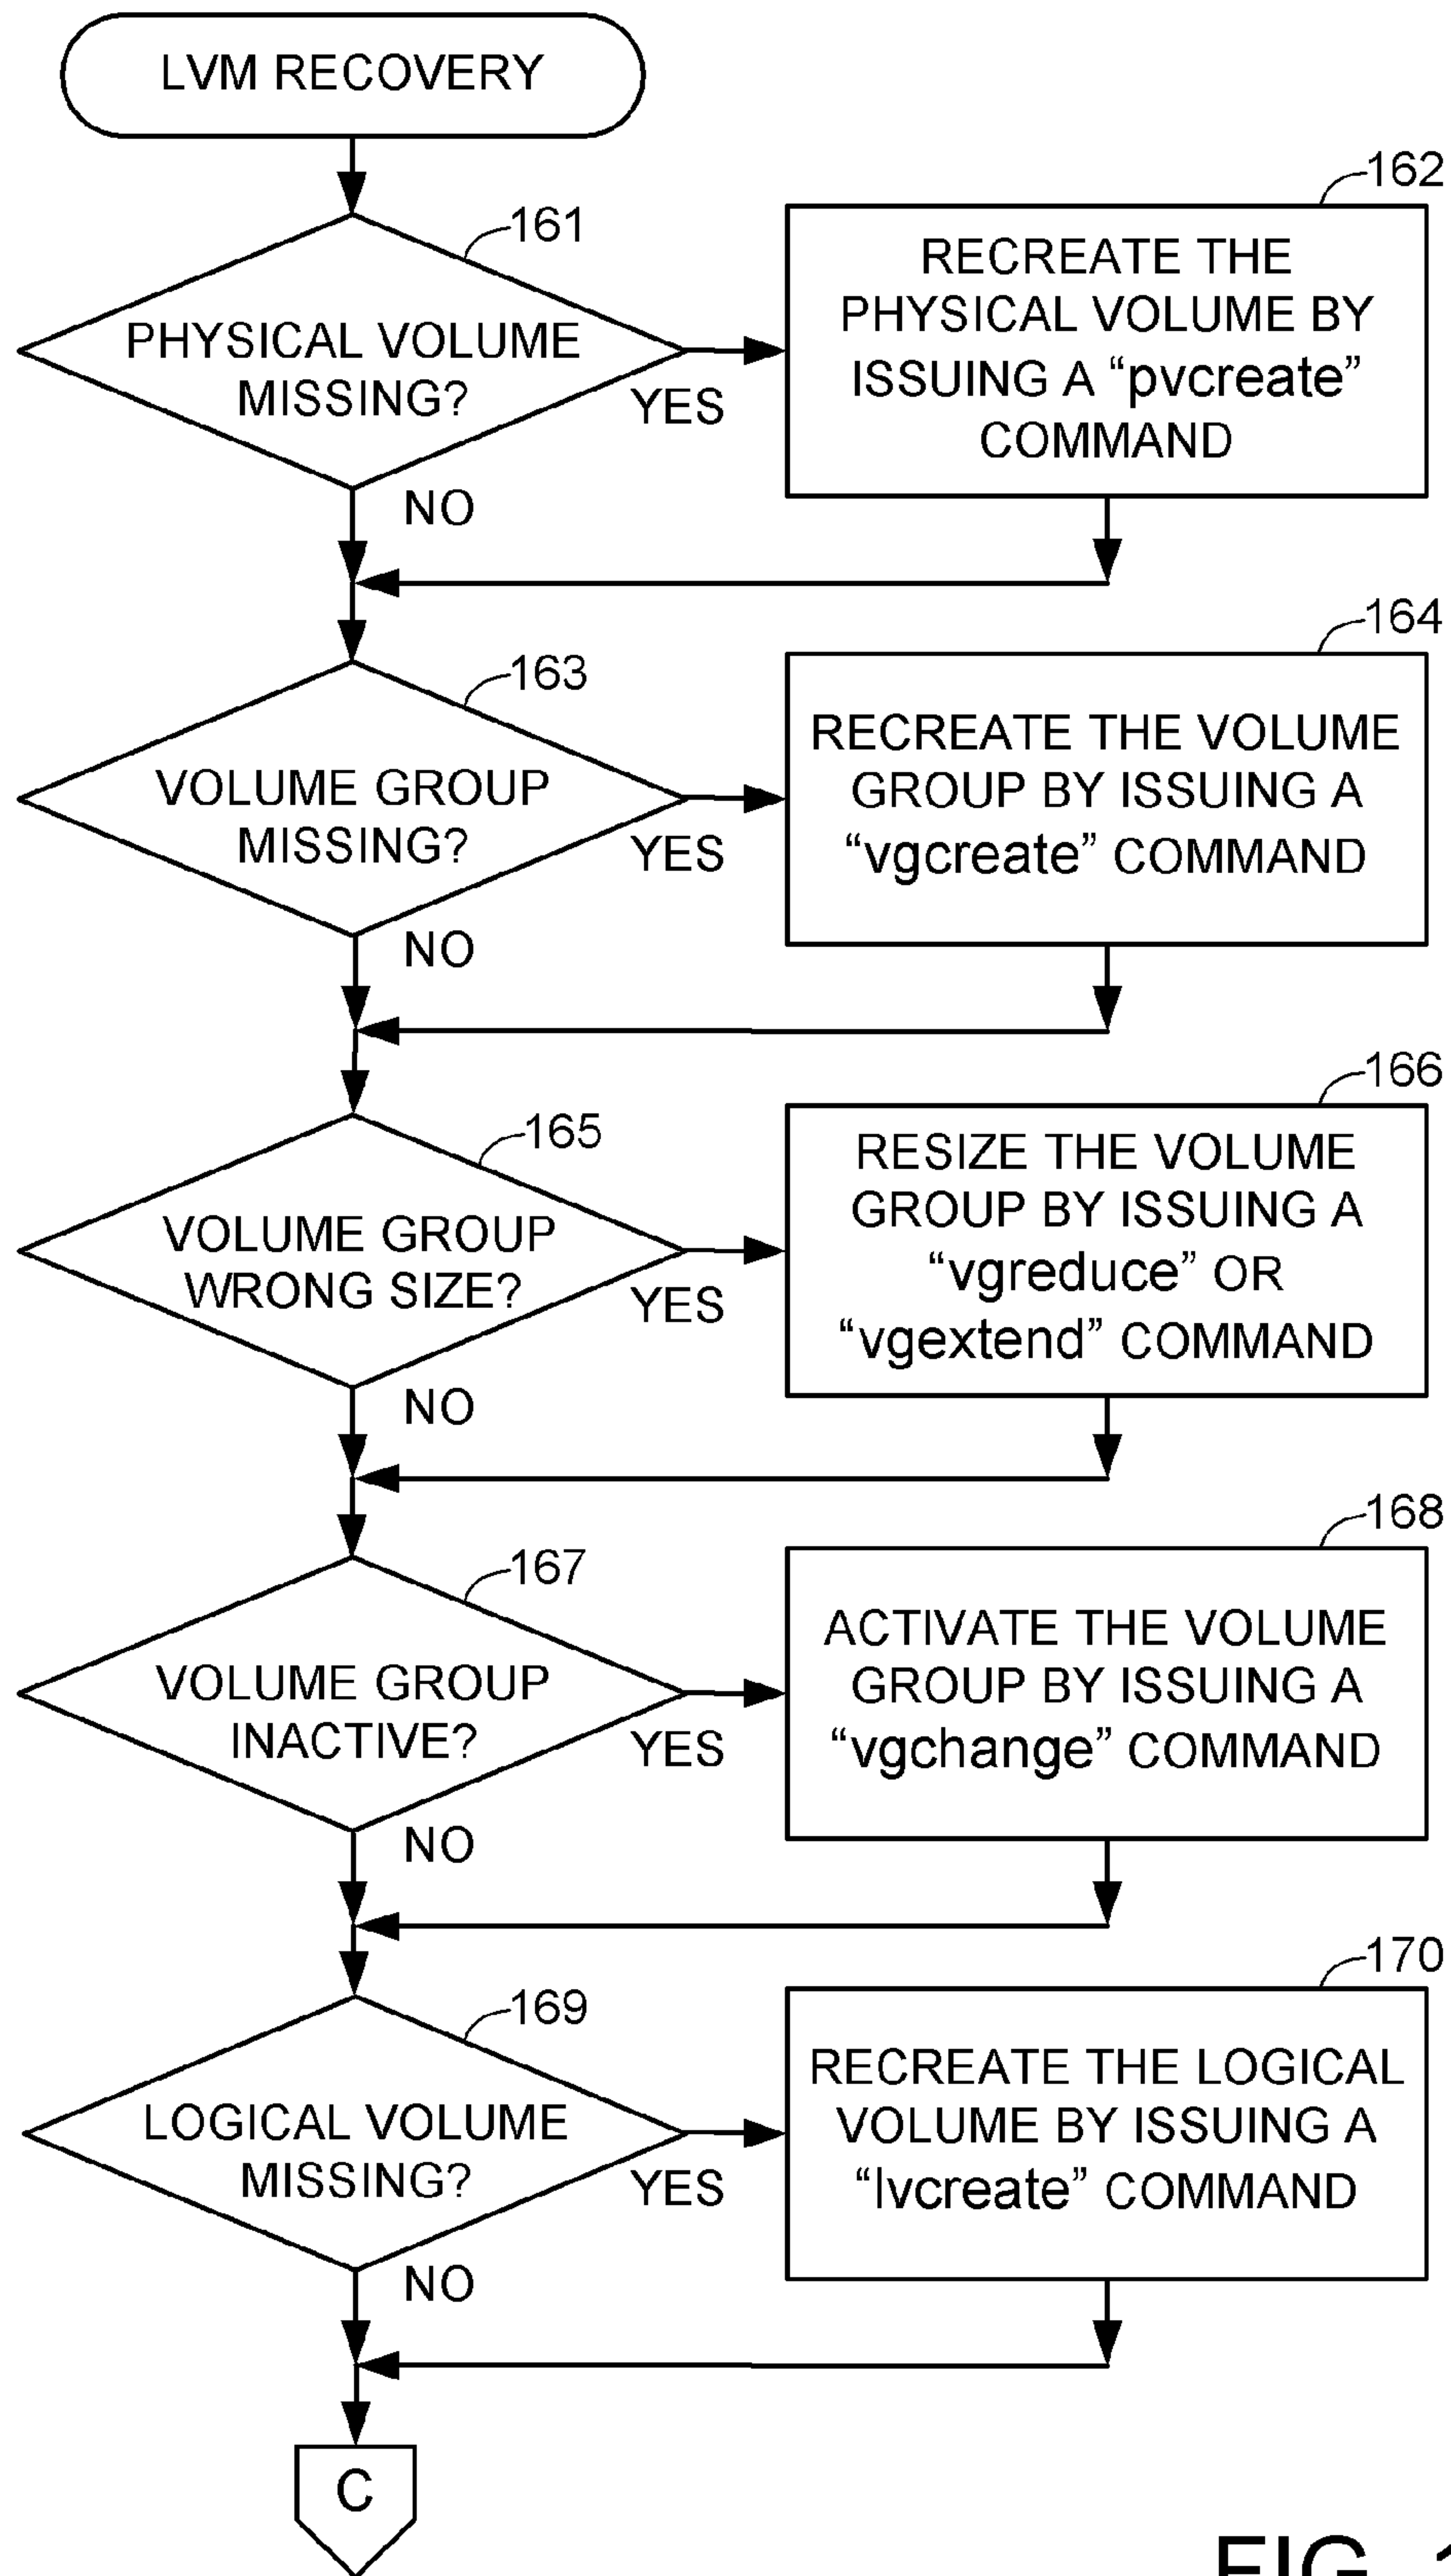 LVM RECOVERY
161
PHYSICAL VOLUME
MISSING?
YES
NO
162
RECREATE THE
PHYSICAL VOLUME BY
ISSUING A “pvcreate”
COMMAND
163
VOLUME GROUP
MISSING?
YES
NO
164
RECREATE THE VOLUME
GROUP BY ISSUING A
“vgcreate” COMMAND
165
VOLUME GROUP
WRONG SIZE?
YES
NO
166
RESIZE THE VOLUME
GROUP BY ISSUING A
“vgreduce” OR
“vgextend” COMMAND
167
VOLUME GROUP
INACTIVE?
YES
NO
168
ACTIVATE THE VOLUME
GROUP BY ISSUING A
“vgchange” COMMAND
169
LOGICAL VOLUME
MISSING?
YES
NO
170
RECREATE THE LOGICAL
VOLUME BY ISSUING A
“lvcreate” COMMAND
C
FIG.